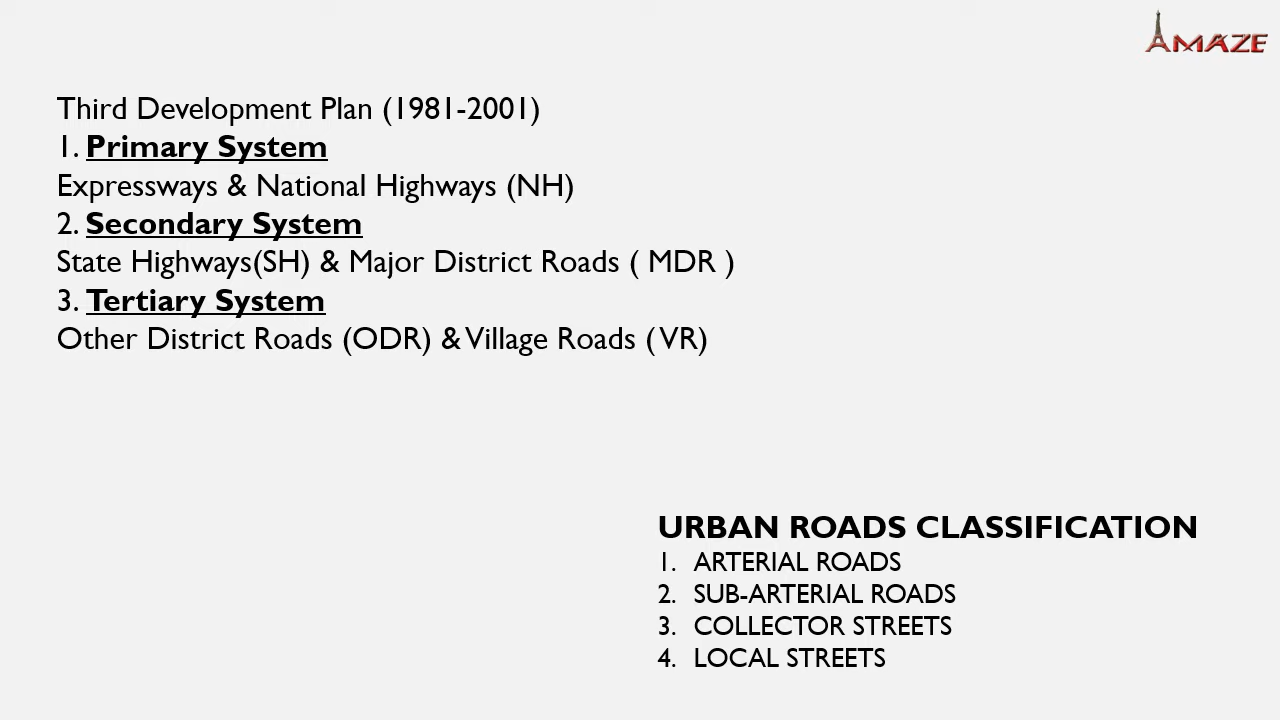 AMAZE
Third Development Plan (1981-2001)
1. Primary System
Expressways & National Highways (NH)
2. Secondary System
State Highways(SH) & Major District Roads ( MDR )
3. Tertiary System
Other District Roads (ODR) & Village Roads ( VR)
URBAN ROADS CLASSIFICATION
1. ARTERIAL ROADS
2. SUB-ARTERIAL ROADS
3. COLLECTOR STREETS
4. LOCAL STREETS